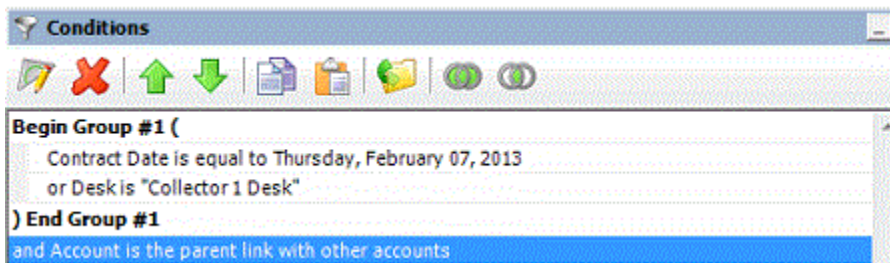 Conditions
Begin Group #1 (
Contract Date is equal to Thursday, February 07, 2013
or Desk is "Collector 1 Desk"
) End Group #1
and Account is the parent link with other accounts